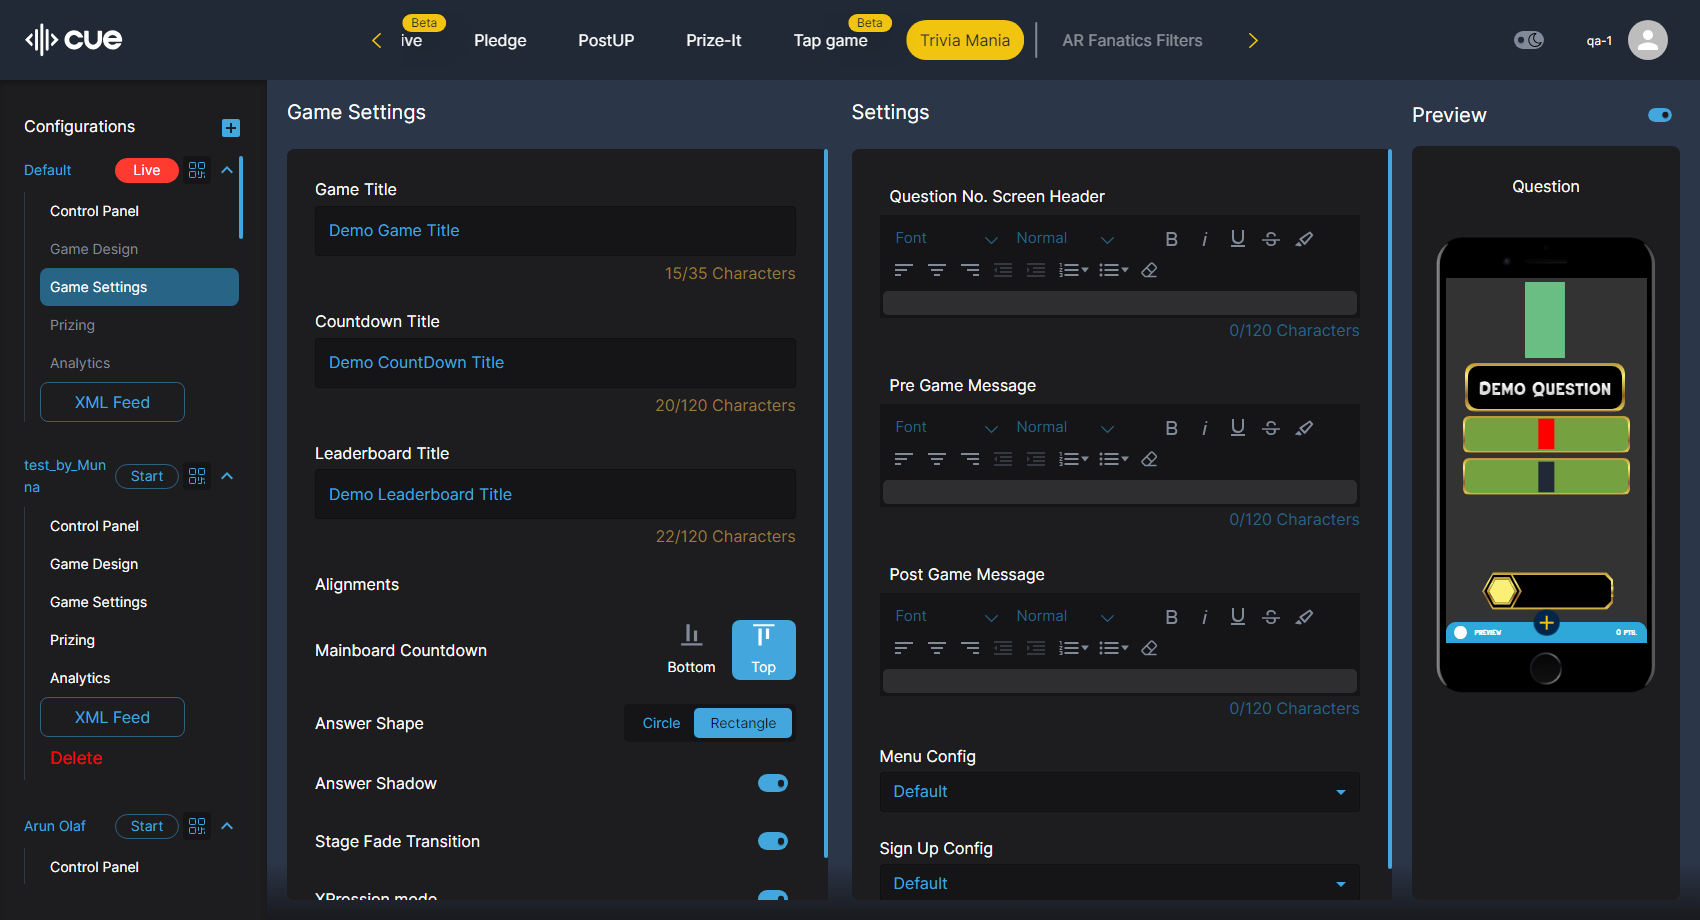 cue
Beta
ive
Pledge
PostUP
Prize-It
Beta
Tap game
Trivia Mania
AR Fanatics Filters
qa-1
Configurations
Default
Live
Control Panel
Game Design
Game Settings
Prizing
Analytics
XML Feed
test_by_Mun
na
Start
Control Panel
Game Design
Game Settings
Prizing
Analytics
XML Feed
Delete
Arun Olaf
Start
Control Panel
Game Settings
Game Title
Demo Game Title
15/35 Characters
Countdown Title
Demo CountDown Title
20/120 Characters
Leaderboard Title
Demo Leaderboard Title
22/120 Characters
Alignments
Mainboard Countdown
Bottom
Top
Answer Shape
Circle
Rectangle
Answer Shadow
Stage Fade Transition
XPression mode
Settings
Question No. Screen Header
Font
Normal
0/120 Characters
Pre Game Message
Font
Normal
0/120 Characters
Post Game Message
Font
Normal
0/120 Characters
Menu Config
Default
Sign Up Config
Default
Preview
Question
Demo Question
PREVIEW
0 PTS.